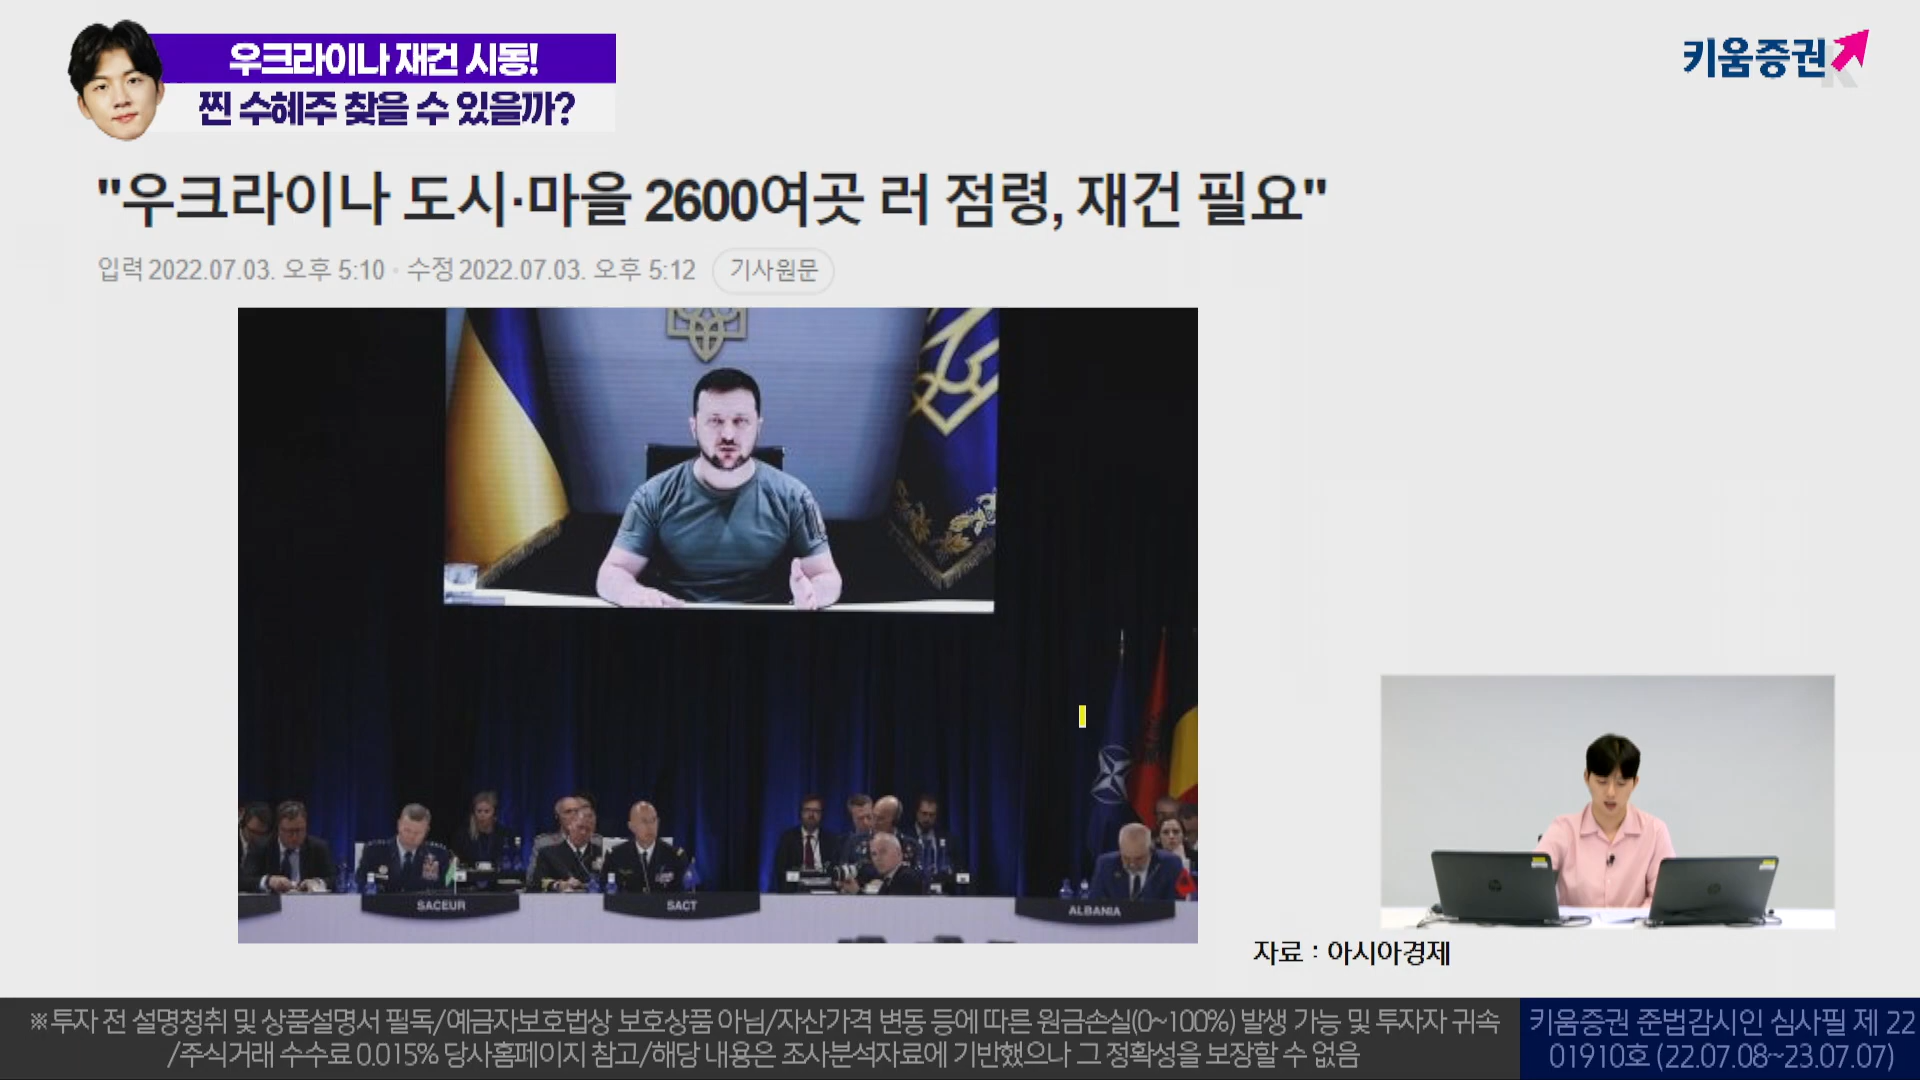 우크라이나 재건 시동!
찐 수혜주 찾을 수 있을까?
키움증권
"우크라이나 도시·마을 2600여곳 러 점령, 재건 필요"
입력 2022.07.03. 오후 5:10 · 수정 2022.07.03. 오후 5:12 기사원문
SACEUR
SACT
ALBANIA
자료 : 아시아경제
※투자 전 설명청취 및 상품설명서 필독/예금자보호법상 보호상품 아님/자산가격 변동 등에 따른 원금손실(0~100%) 발생 가능 및 투자자 귀속
/주식거래 수수료 0.015% 당사홈페이지 참고/해당 내용은 조사분석자료에 기반했으나 그 정확성을 보장할 수 없음
키움증권 준법감시인 심사필 제 22
01910호 (22.07.08~23.07.07)